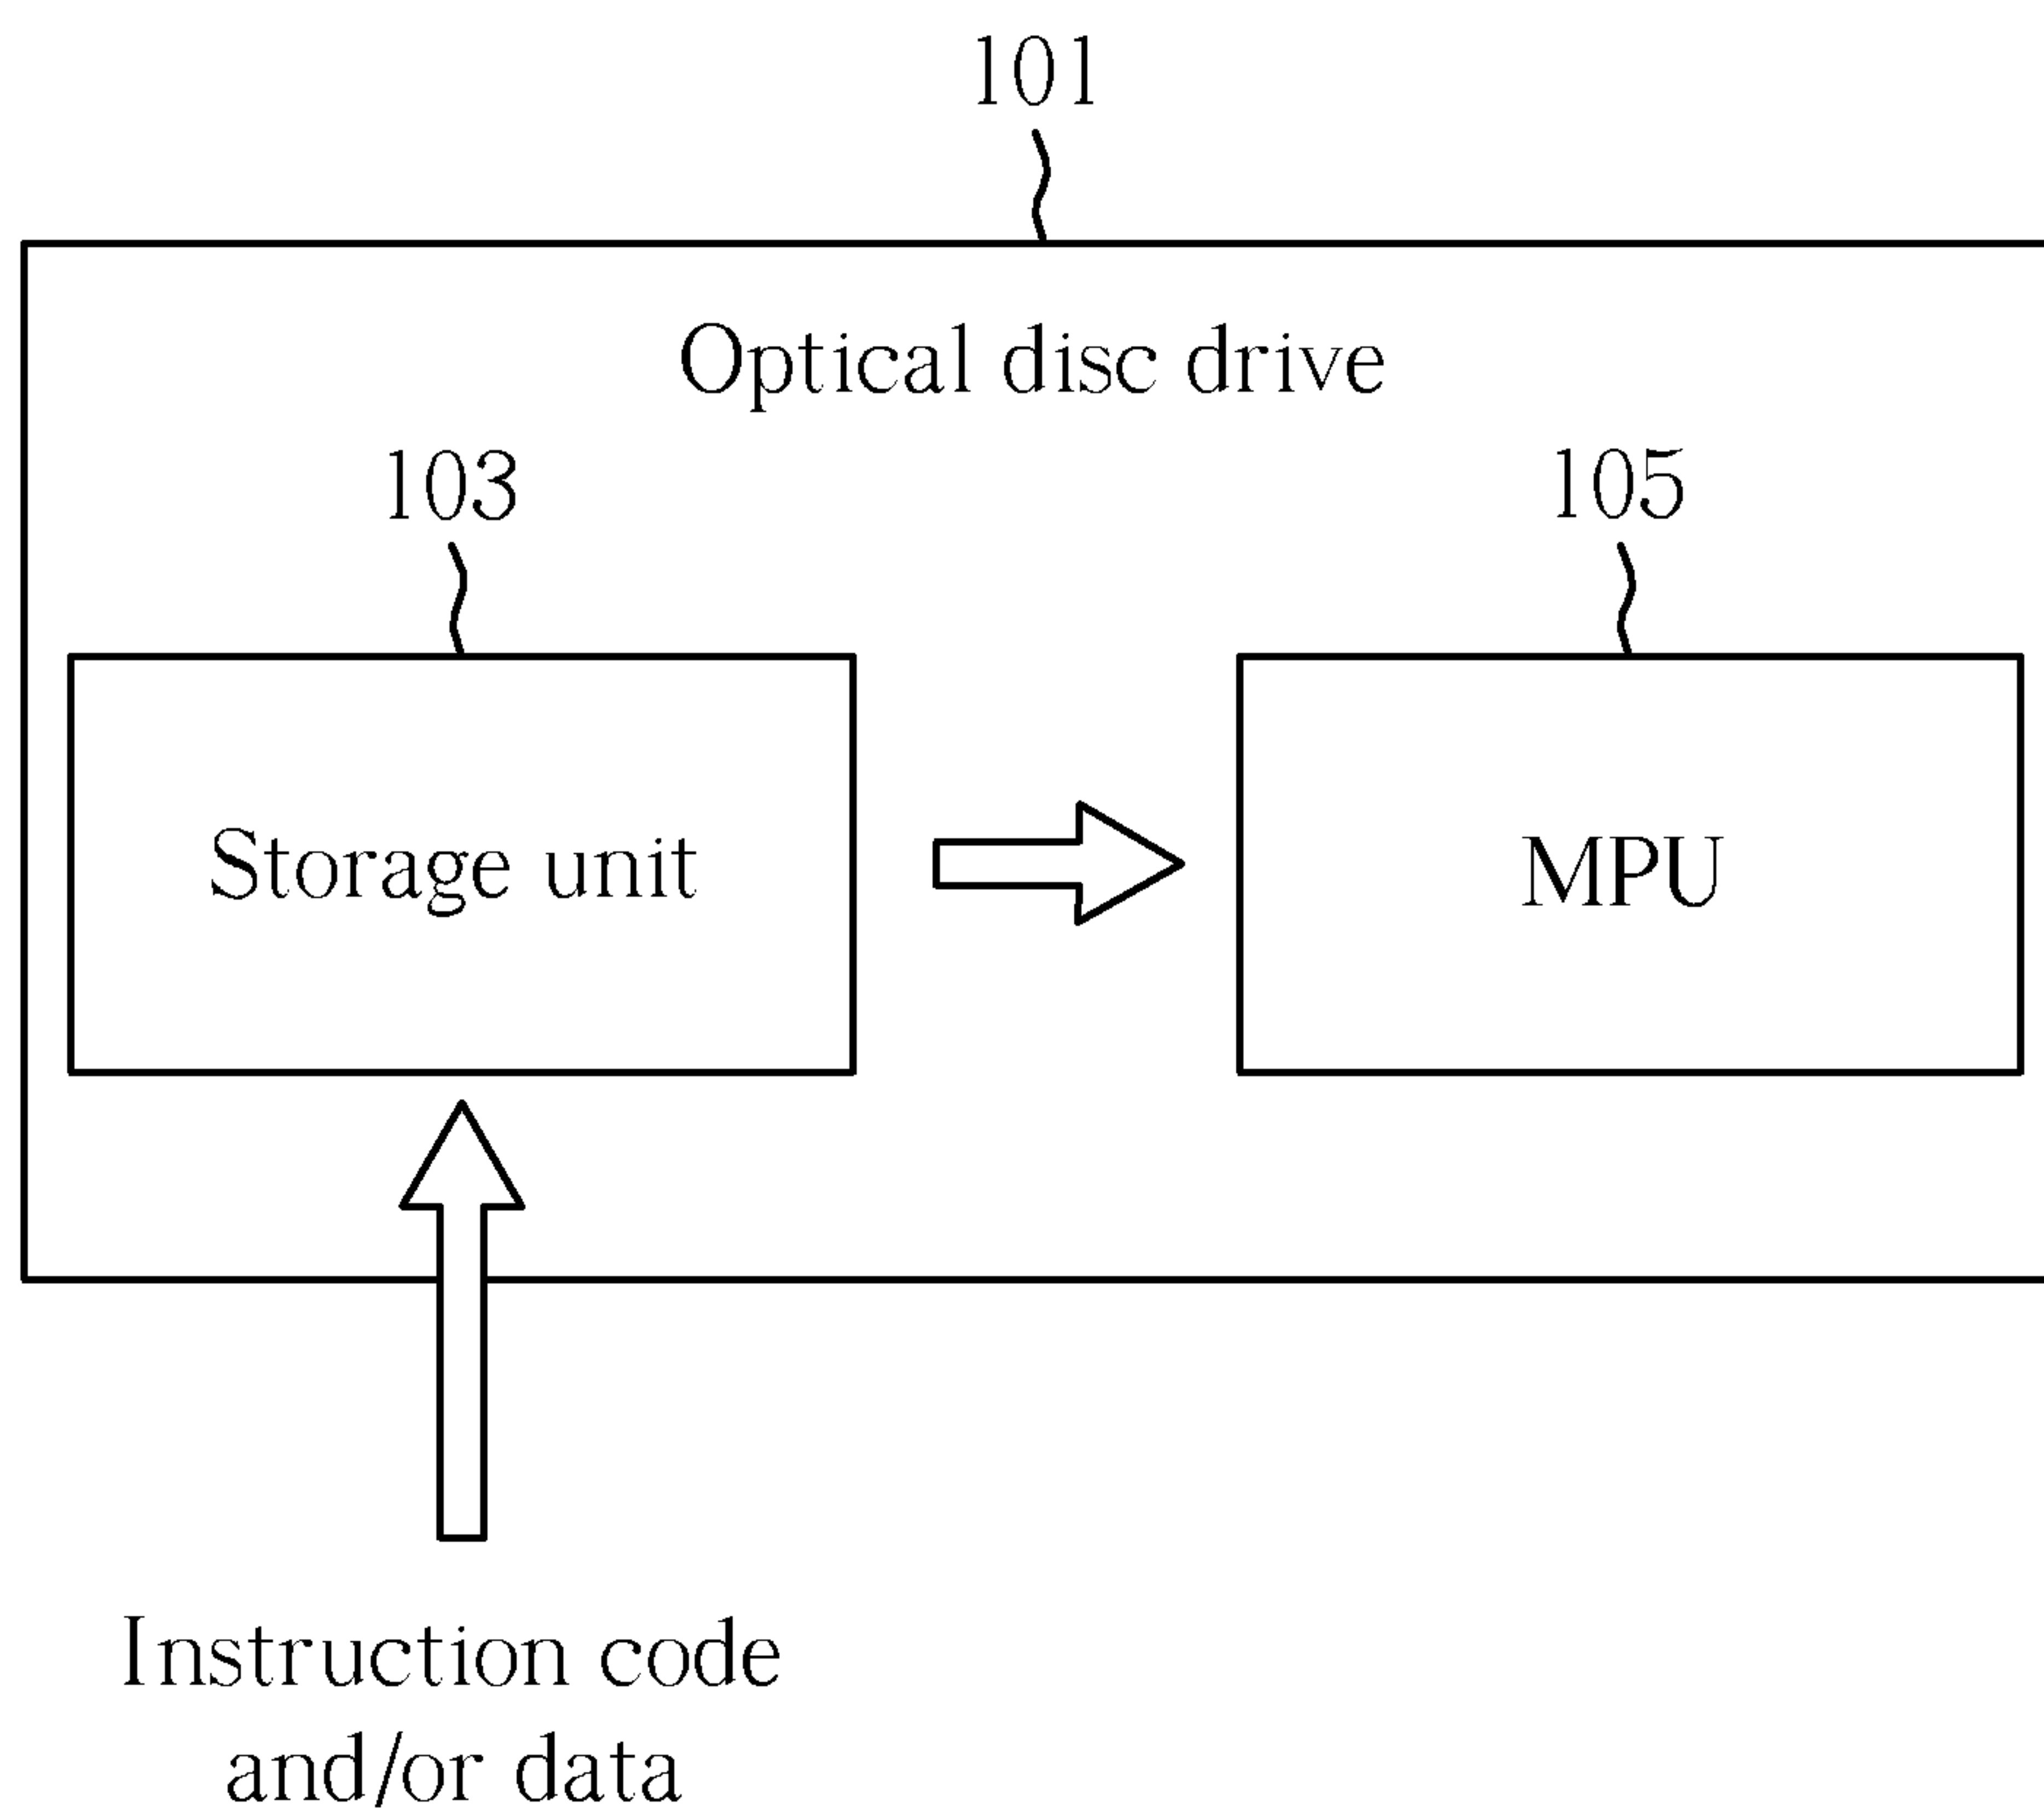 101
Optical disc drive
103
105
Storage unit
MPU
Instruction code
and/or data